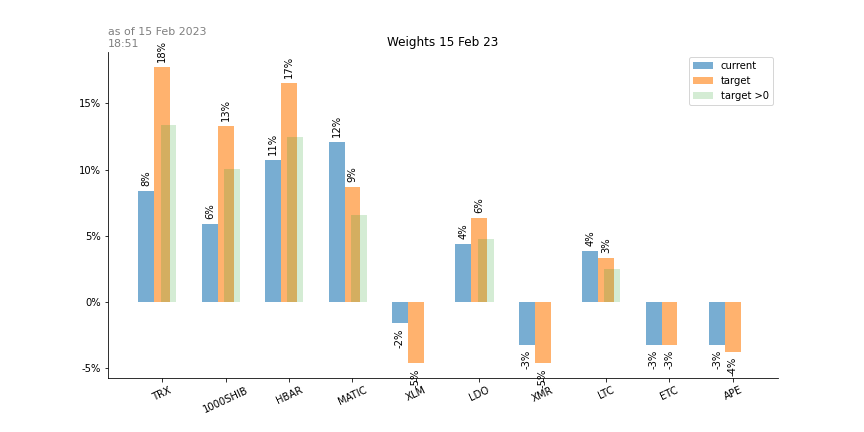 as of 15 Feb 2023
18:51
Weights 15 Feb 23
current
target
target >0
15%
10%
5%
0%
-5%
8%
18%
6%
13%
11%
17%
12%
9%
-2%
-5%
4%
6%
-3%
-5%
4%
3%
-3%
-3%
-3%
-4%
TRX
1000SHIB
HBAR
MATIC
XLM
LDO
XMR
LTC
ETC
APE